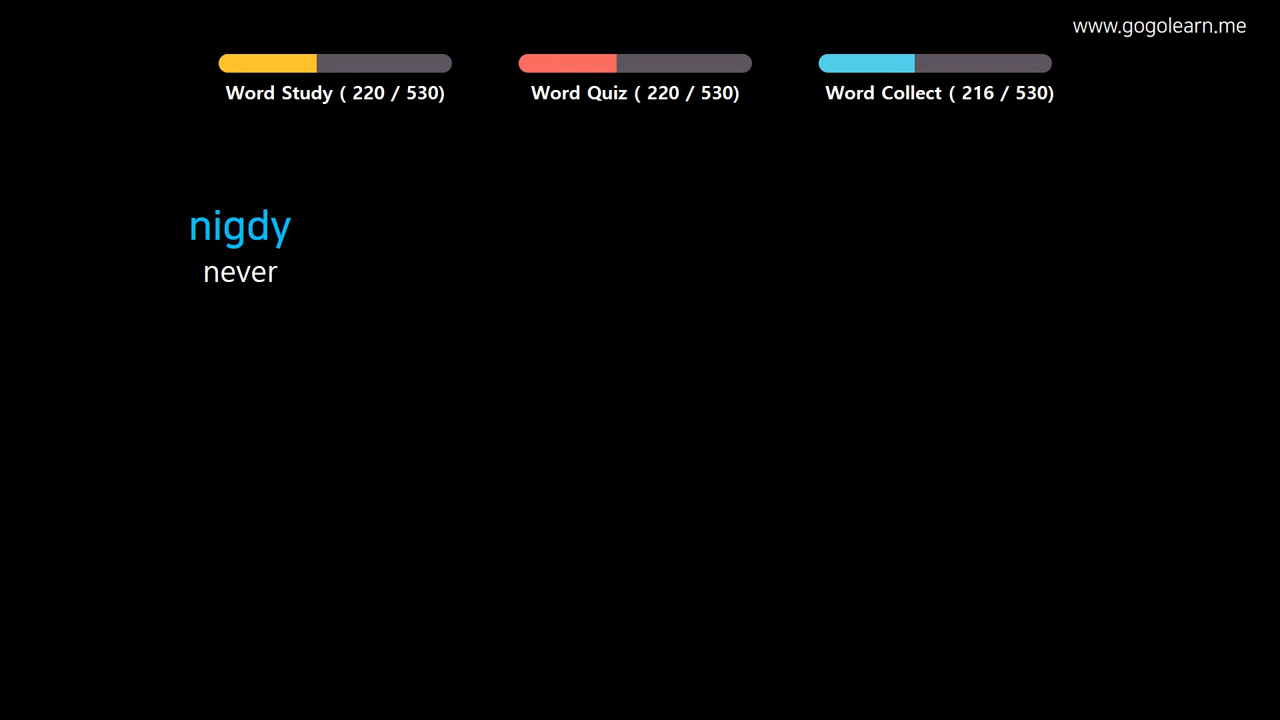 www.gogolearn.me
Word Study ( 220 / 530)
Word Quiz ( 220 / 530)
Word Collect ( 216 / 530)
nigdy
never